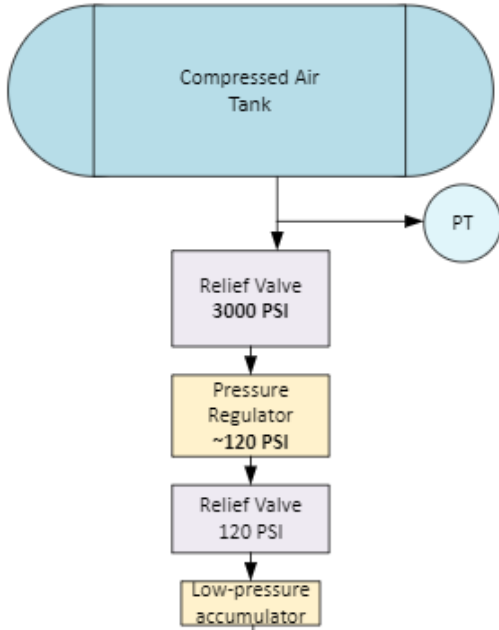 Compressed Air
Tank
PT
Relief Valve
3000 PSI
Pressure
Regulator
~120 PSI
Relief Valve
120 PSI
Low-pressure
accumulator